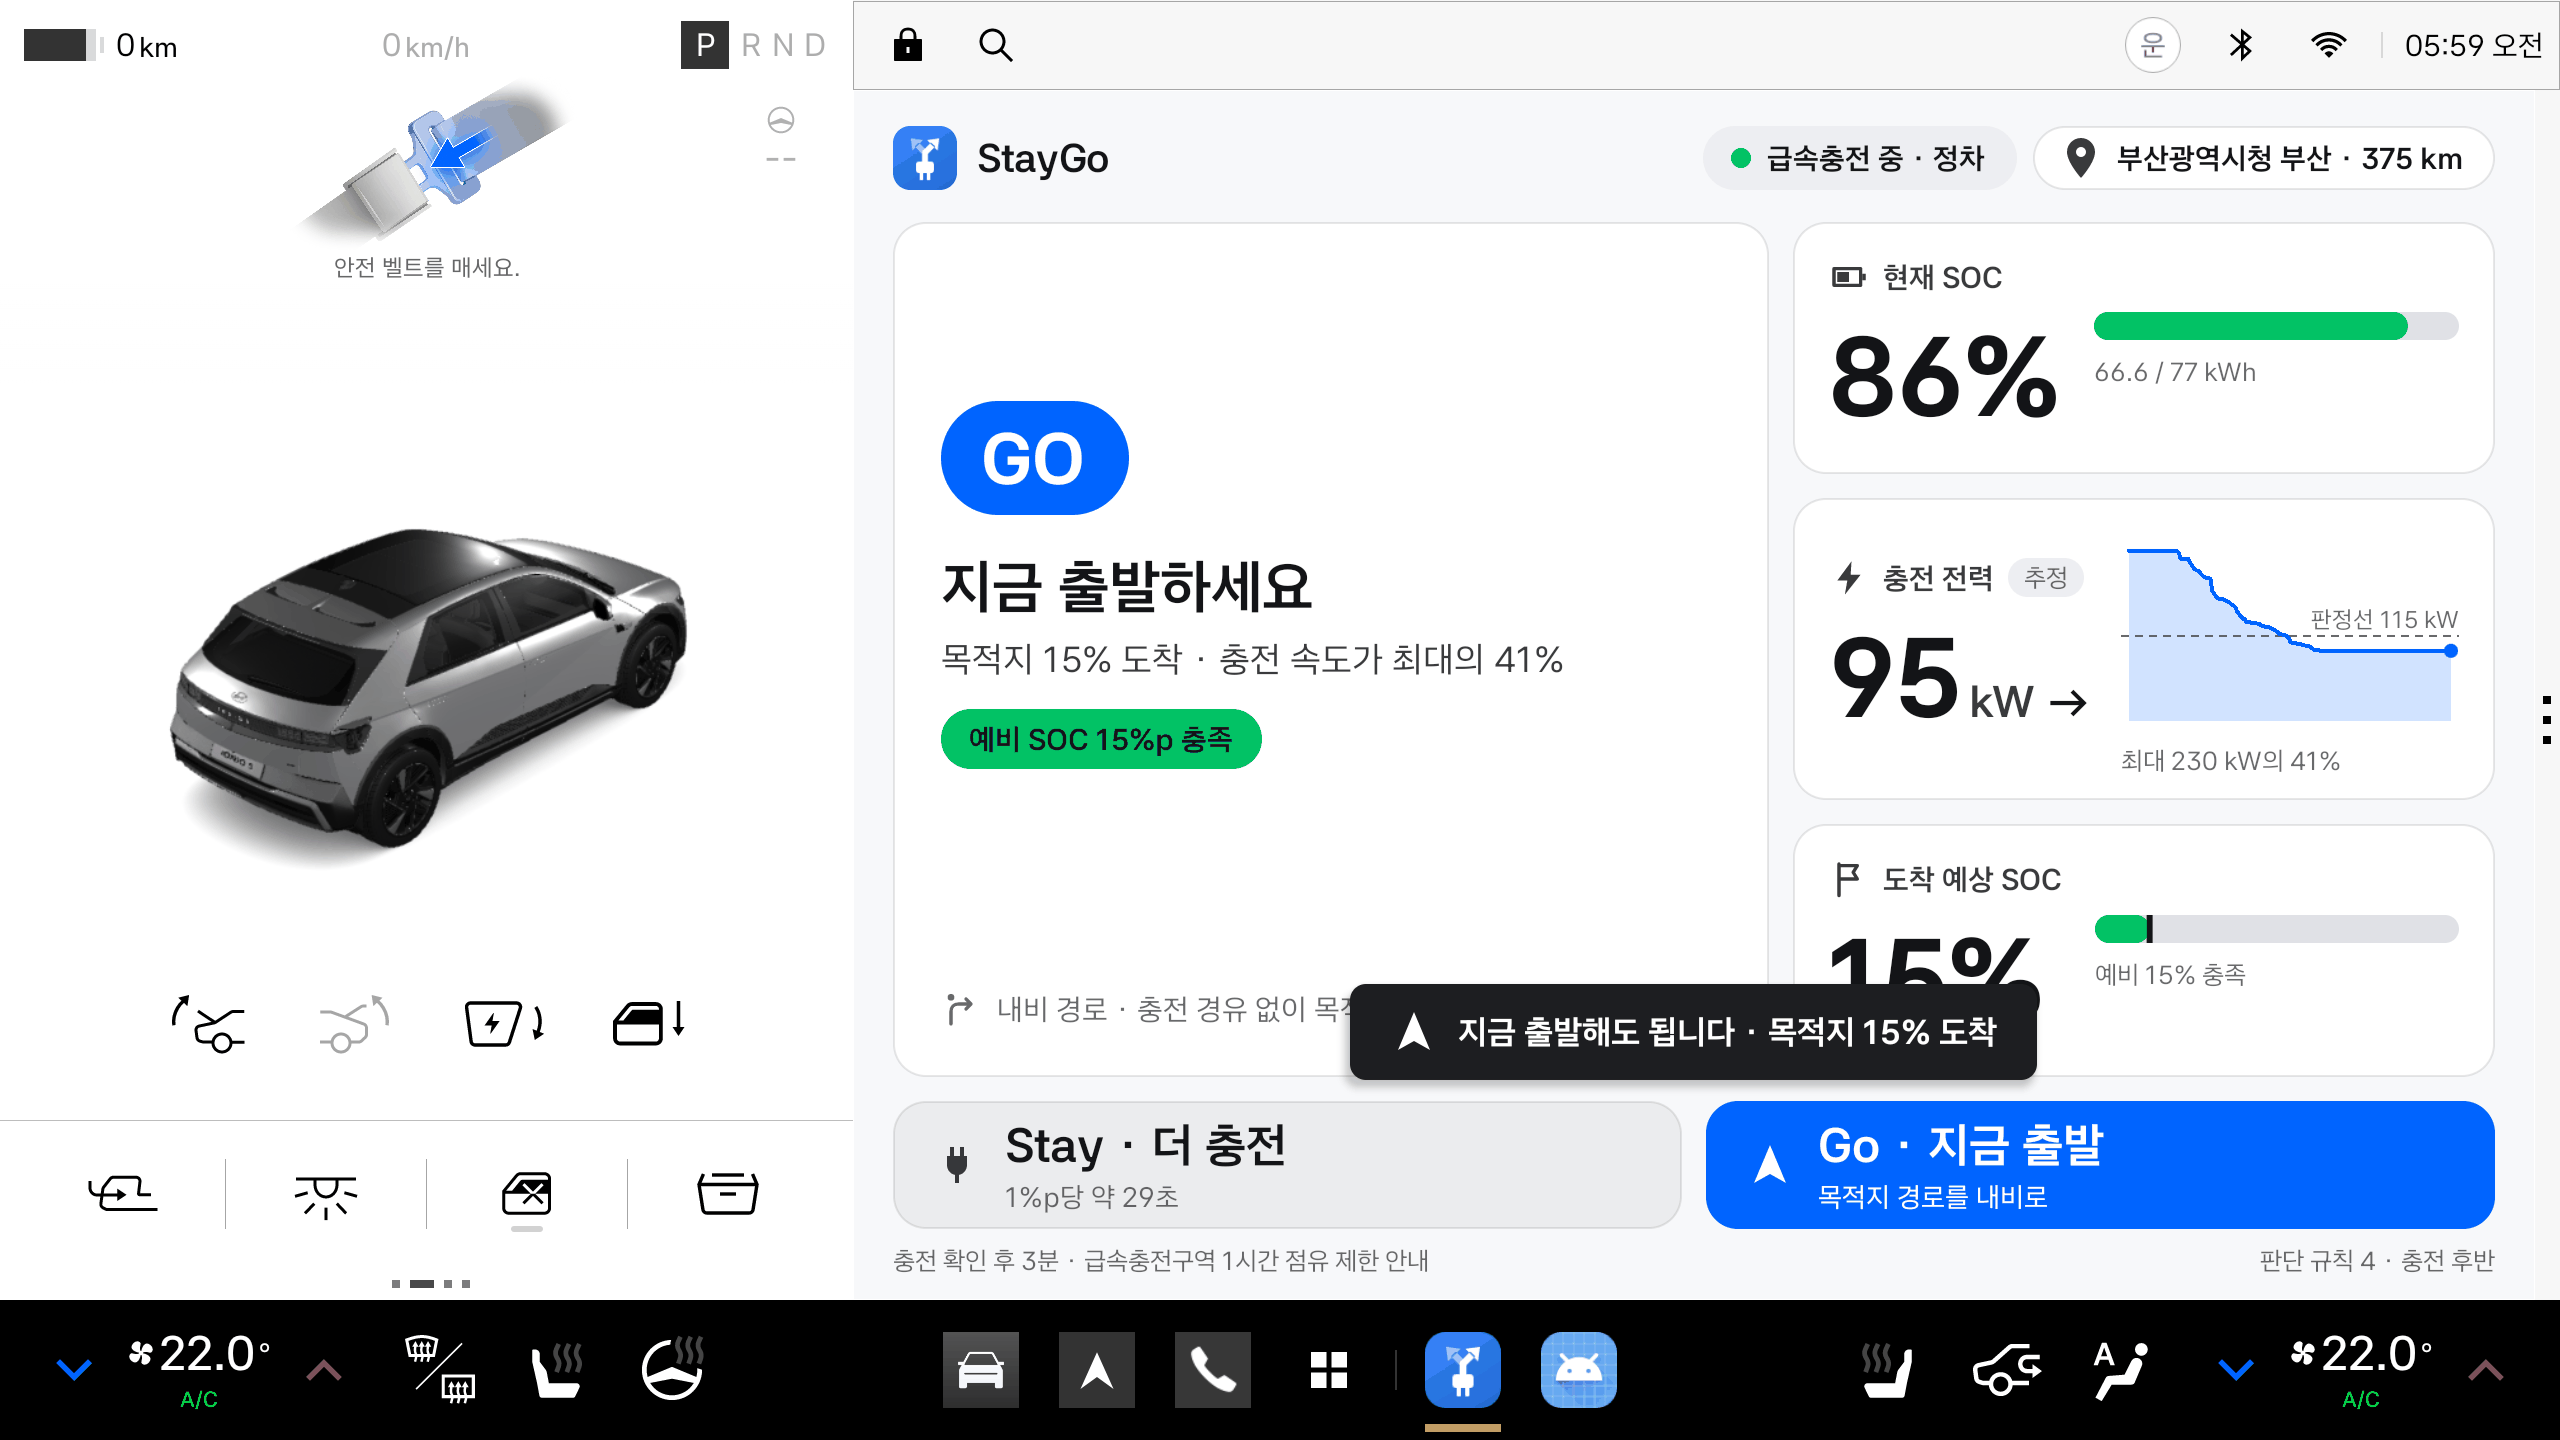 0 km
0 km/h
P R N D
안전 벨트를 매세요.
운
05:59 오전
StayGo
급속충전 중 · 정차
부산광역시청 부산 · 375 km
GO
지금 출발하세요
목적지 15% 도착 · 충전 속도가 최대의 41%
예비 SOC 15%p 충족
내비 경로 · 충전 경유 없이
현재 SOC
86%
66.6 / 77 kWh
충전 전력 추정
95 kW →
판정선 115 kW
최대 230 kW의 41%
도착 예상 SOC
15%
예비 15% 충족
지금 출발해도 됩니다 · 목적지 15% 도착
Stay · 더 충전
1%p당 약 29초
Go · 지금 출발
목적지 경로를 내비로
충전 확인 후 3분 · 급속충전구역 1시간 점유 제한 안내
판단 규칙 4 · 충전 후반
22.0°
A/C
A
22.0°
A/C